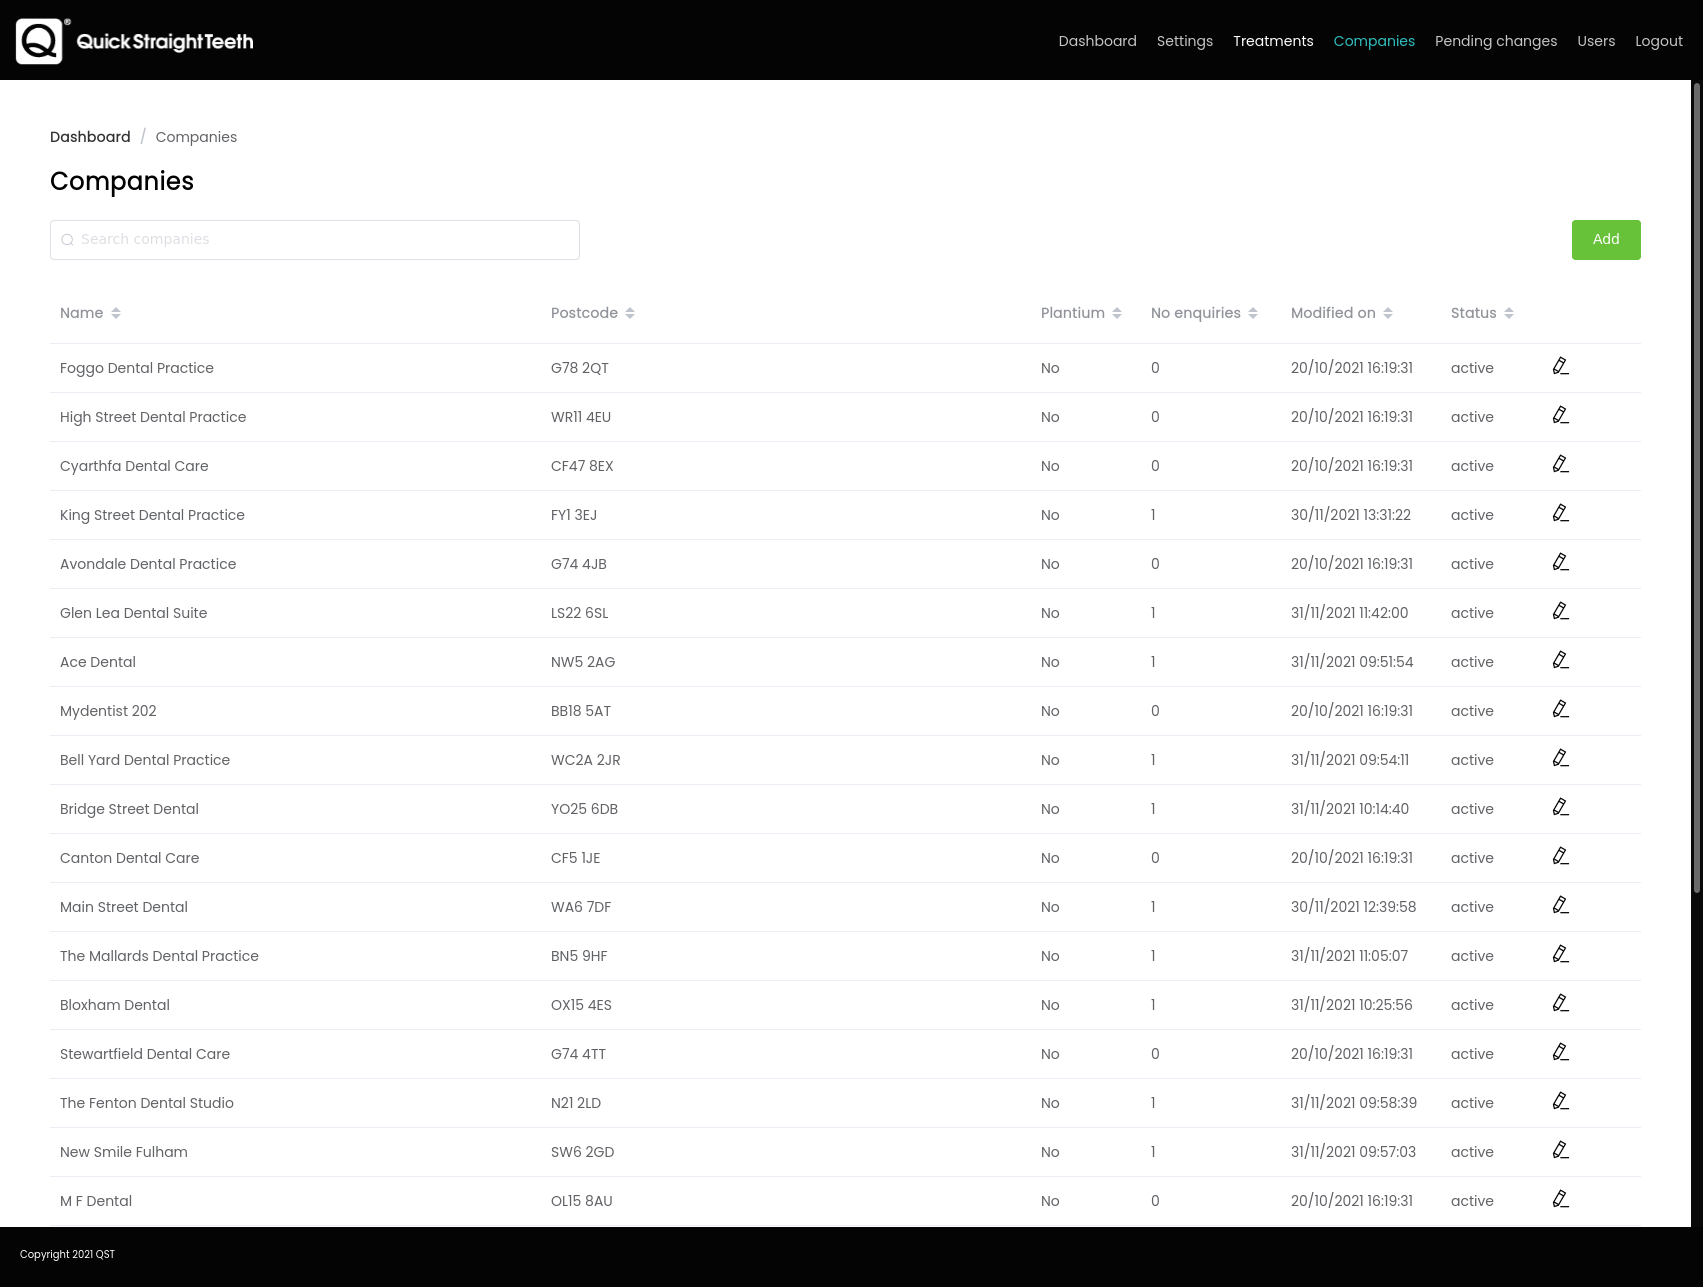 Q® QuickStraightTeeth
Dashboard Settings Treatments Companies Pending changes Users Logout
Dashboard / Companies
Companies
Search companies
Add
Name Postcode Plantium No enquiries Modified on Status
Foggo Dental Practice G78 2QT No 0 20/10/2021 16:19:31 active
High Street Dental Practice WR11 4EU No 0 20/10/2021 16:19:31 active
Cyarthfa Dental Care CF47 8EX No 0 20/10/2021 16:19:31 active
King Street Dental Practice FY1 3EJ No 1 30/11/2021 13:31:22 active
Avondale Dental Practice G74 4JB No 0 20/10/2021 16:19:31 active
Glen Lea Dental Suite LS22 6SL No 1 31/11/2021 11:42:00 active
Ace Dental NW5 2AG No 1 31/11/2021 09:51:54 active
Mydentist 202 BB18 5AT No 0 20/10/2021 16:19:31 active
Bell Yard Dental Practice WC2A 2JR No 1 31/11/2021 09:54:11 active
Bridge Street Dental YO25 6DB No 1 31/11/2021 10:14:40 active
Canton Dental Care CF5 1JE No 0 20/10/2021 16:19:31 active
Main Street Dental WA6 7DF No 1 30/11/2021 12:39:58 active
The Mallards Dental Practice BN5 9HF No 1 31/11/2021 11:05:07 active
Bloxham Dental OX15 4ES No 1 31/11/2021 10:25:56 active
Stewartfield Dental Care G74 4TT No 0 20/10/2021 16:19:31 active
The Fenton Dental Studio N21 2LD No 1 31/11/2021 09:58:39 active
New Smile Fulham SW6 2GD No 1 31/11/2021 09:57:03 active
M F Dental OL15 8AU No 0 20/10/2021 16:19:31 active
Copyright 2021 QST